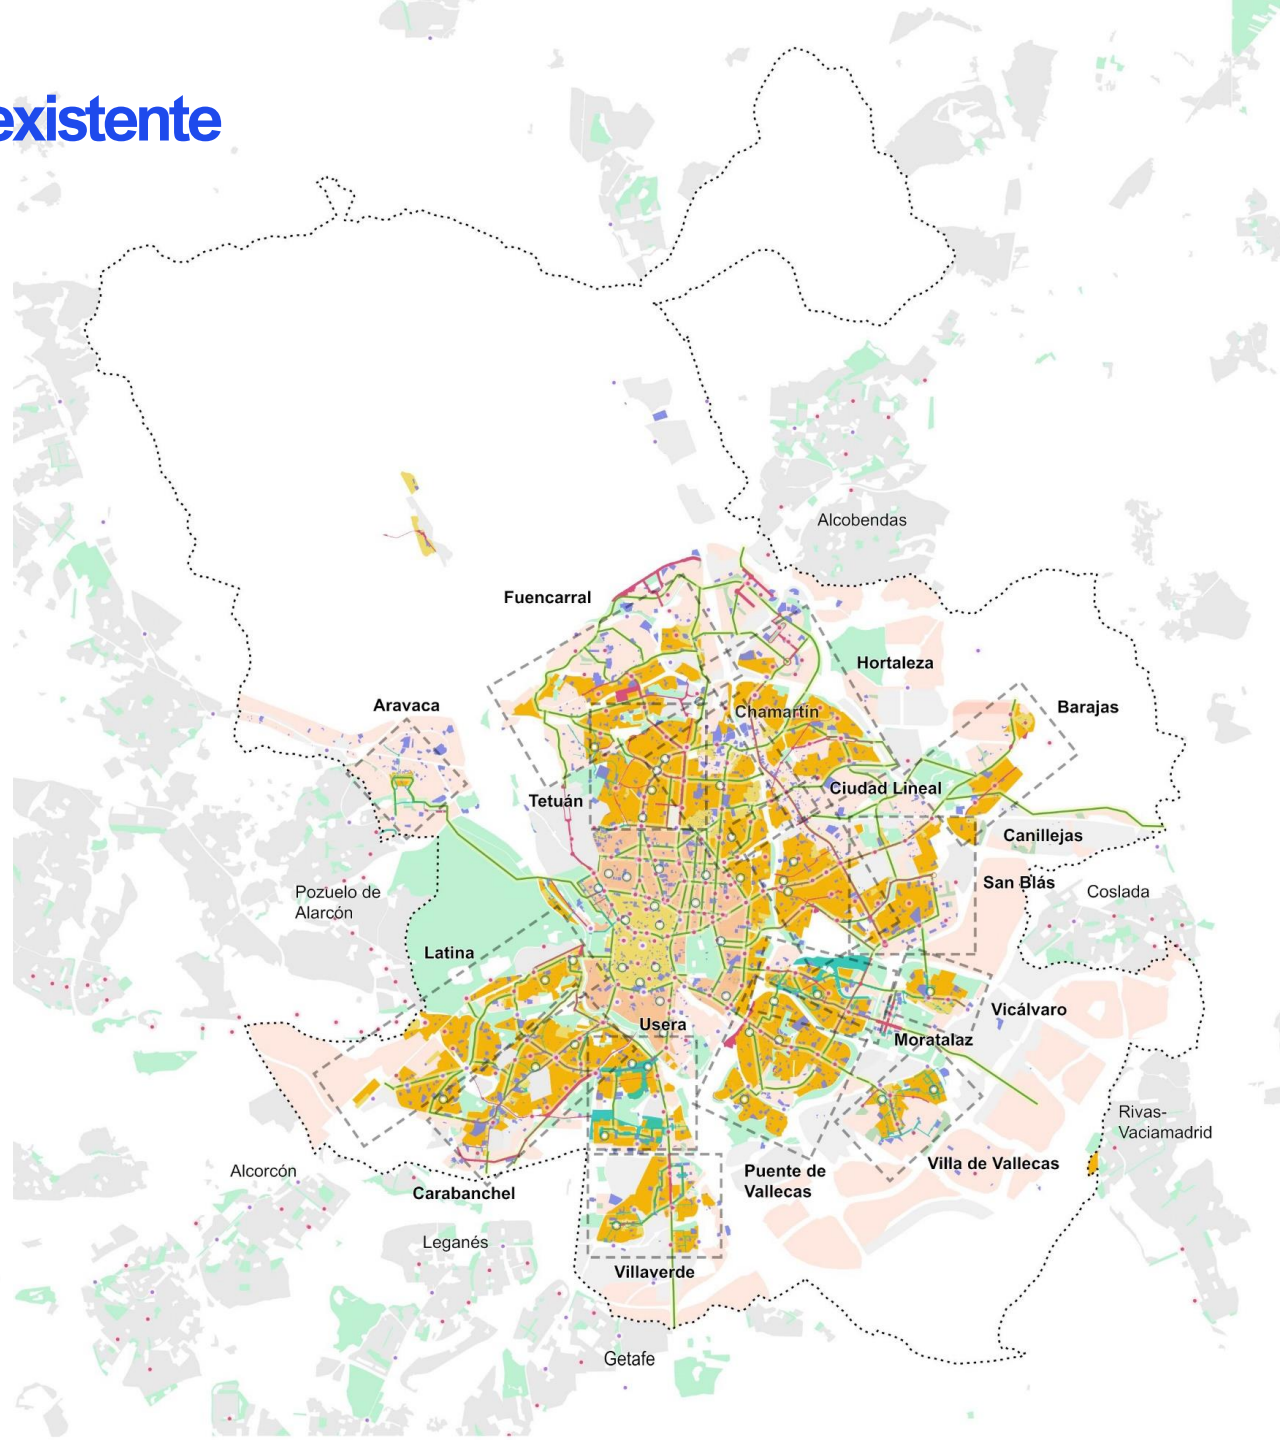 existente
Alcobendas
Fuencarral
Hortaleza
Aravaca
Barajas
Chamartín
Ciudad Lineal
Tetuán
Canillejas
San Blás
Pozuelo de
Alarcón
Coslada
Latina
Vicálvaro
Usera
Moratalaz
Rivas-
Vaciamadrid
Alcorcón
Puente de
Vallecas
Villa de Vallecas
Carabanchel
Leganés
Villaverde
Getafe